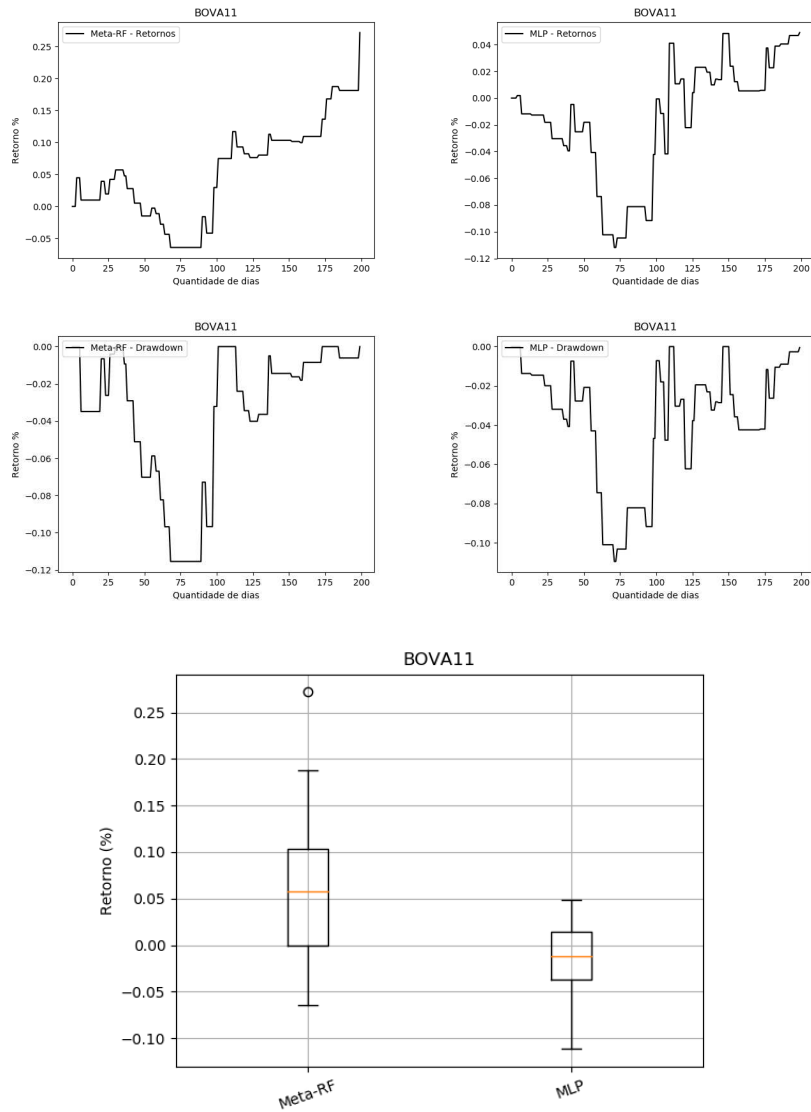 BOVA11
Meta-RF - Retornos
Retorno %
0.25
0.20
0.15
0.10
0.05
0.00
−0.05
0 25 50 75 100 125 150 175 200
Quantidade de dias
BOVA11
MLP - Retornos
Retorno %
0.04
0.02
0.00
−0.02
−0.04
−0.06
−0.08
−0.10
−0.12
0 25 50 75 100 125 150 175 200
Quantidade de dias
BOVA11
Meta-RF - Drawdown
Retorno %
0.00
−0.02
−0.04
−0.06
−0.08
−0.10
−0.12
0 25 50 75 100 125 150 175 200
Quantidade de dias
BOVA11
MLP - Drawdown
Retorno %
0.00
−0.02
−0.04
−0.06
−0.08
−0.10
0 25 50 75 100 125 150 175 200
Quantidade de dias
BOVA11
Retorno (%)
0.25
0.20
0.15
0.10
0.05
0.00
−0.05
−0.10
Meta-RF
MLP